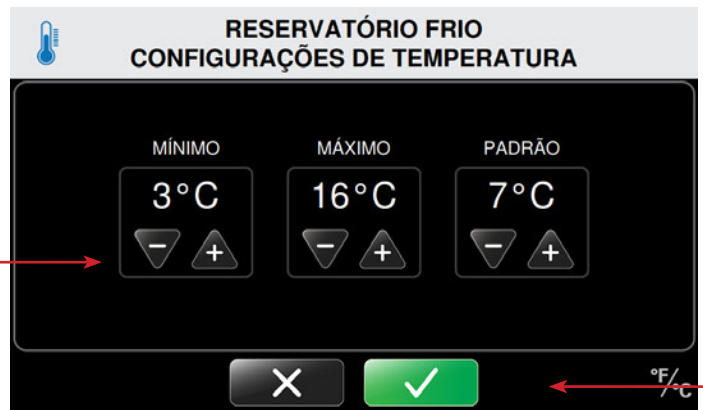 RESERVATÓRIO FRIO
CONFIGURAÇÕES DE TEMPERATURA
MÍNIMO MÁXIMO PADRÃO
3°C 16°C 7°C
- + - + - +
°F/°C